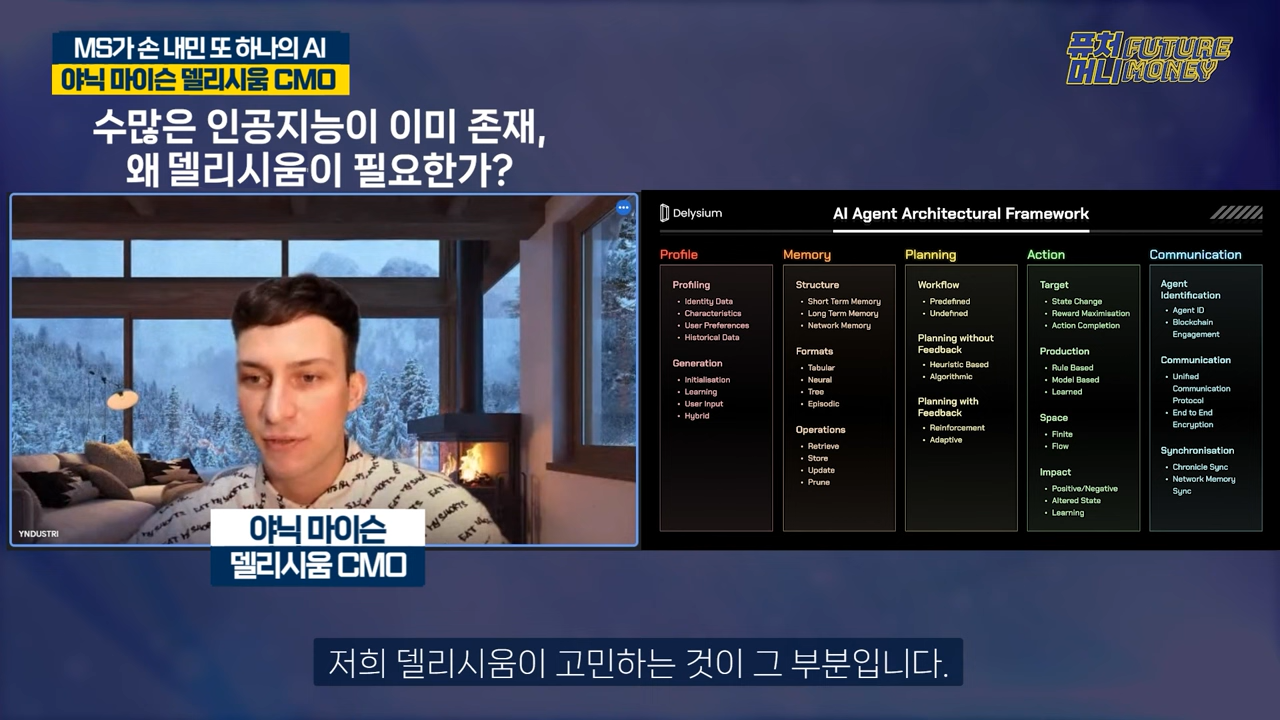 MS가 손 내민 또 하나의 AI
야닉 마이슨 델리시움 CMO
퓨처 FUTURE
머니 MONEY
수많은 인공지능이 이미 존재,
왜 델리시움이 필요한가?
YNDUSTRI
야닉 마이슨
델리시움 CMO
Delysium
AI Agent Architectural Framework
Profile
Profiling
• Identity Data
• Characteristics
• User Preferences
• Historical Data
Generation
• Initialisation
• Learning
• User Input
• Hybrid
Memory
Structure
• Short Term Memory
• Long Term Memory
• Network Memory
Formats
• Tabular
• Neural
• Tree
• Episodic
Operations
• Retrieve
• Store
• Update
• Prune
Planning
Workflow
• Predefined
• Undefined
Planning without
Feedback
• Heuristic Based
• Algorithmic
Planning with
Feedback
• Reinforcement
• Adaptive
Action
Target
• State Change
• Reward Maximisation
• Action Completion
Production
• Rule Based
• Model Based
• Learned
Space
• Finite
• Flow
Impact
• Positive/Negative
• Altered State
• Learning
Communication
Agent
Identification
• Agent ID
• Blockchain
Engagement
Communication
• Unified
Communication
Protocol
• End to End
Encryption
Synchronisation
• Chronicle Sync
• Network Memory
Sync
저희 델리시움이 고민하는 것이 그 부분입니다.